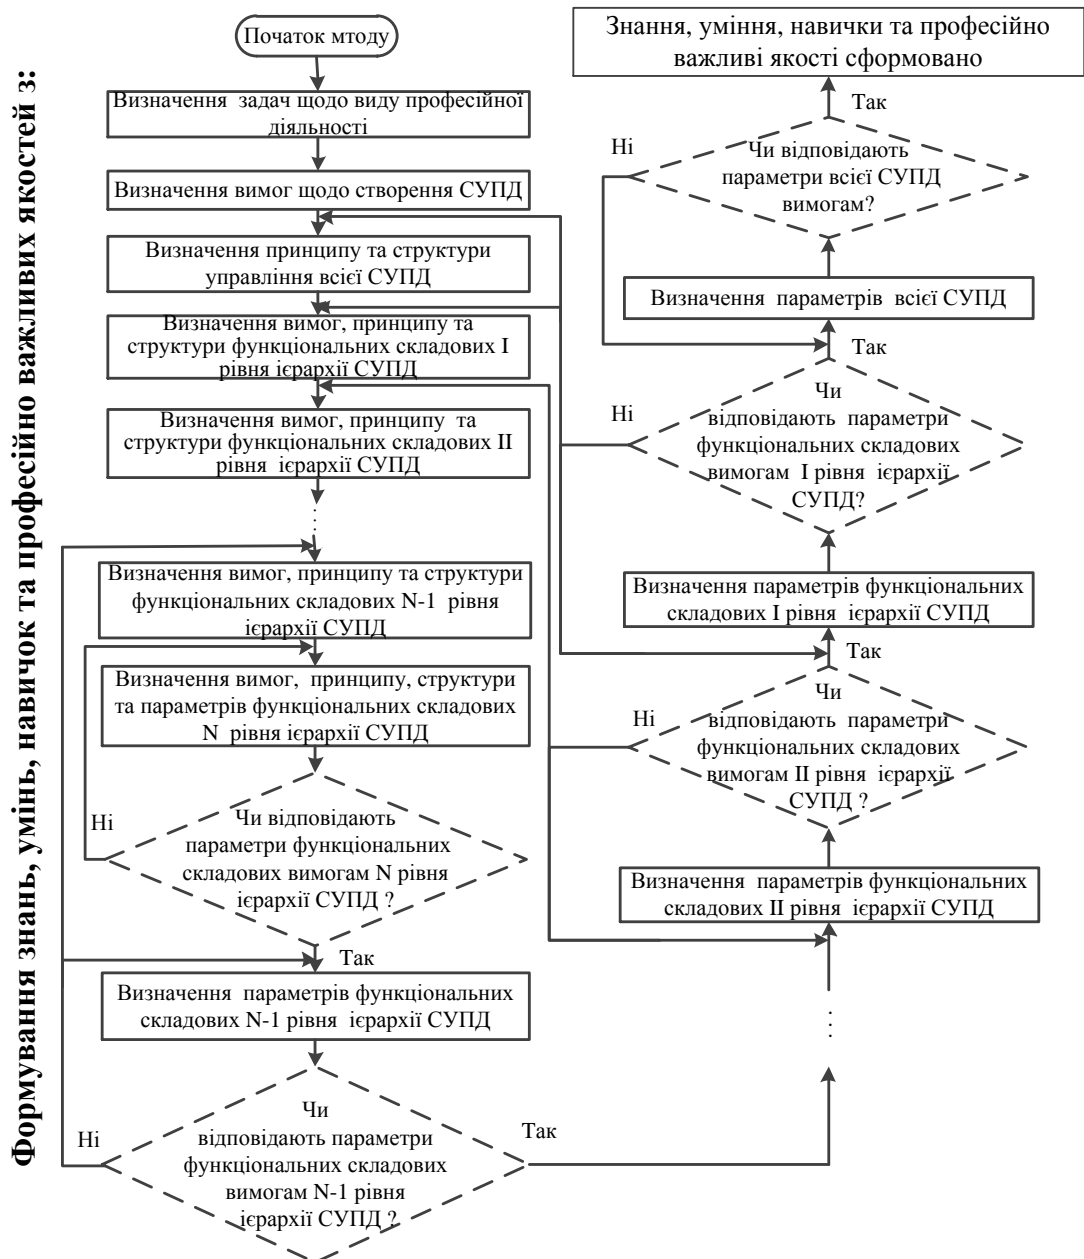 Формування знань, умінь, навичок та професійно важливих якостей з:
Початок мтоду
Визначення задач щодо виду професійної
діяльності
Визначення вимог щодо створення СУПД
Визначення принципу та структури
управління всієї СУПД
Визначення вимог, принципу та
структури функціональних складових І
рівня ієрархії СУПД
Визначення вимог, принципу та
структури функціональних складових ІІ
рівня ієрархії СУПД
...
Визначення вимог, принципу та структури
функціональних складових N-1 рівня
ієрархії СУПД
Визначення вимог, принципу, структури
та параметрів функціональних складових
N рівня ієрархії СУПД
Ні
Чи відповідають
параметри функціональних
складових вимогам N рівня
ієрархії СУПД ?
Так
Визначення параметрів функціональних
складових N-1 рівня ієрархії СУПД
Ні
Чи
відповідають параметри
функціональних складових
вимогам N-1 рівня
ієрархії СУПД ?
Так
...
Визначення параметрів функціональних
складових ІІ рівня ієрархії СУПД
Ні
Чи
відповідають параметри
функціональних складових
вимогам ІІ рівня ієрархії
СУПД ?
Так
Визначення параметрів функціональних
складових І рівня ієрархії СУПД
Ні
Чи
відповідають параметри
функціональних складових
вимогам І рівня ієрархії
СУПД?
Так
Визначення параметрів всієї СУПД
Ні
Чи відповідають
параметри всієї СУПД
вимогам?
Так
Знання, уміння, навички та професійно
важливі якості сформовано